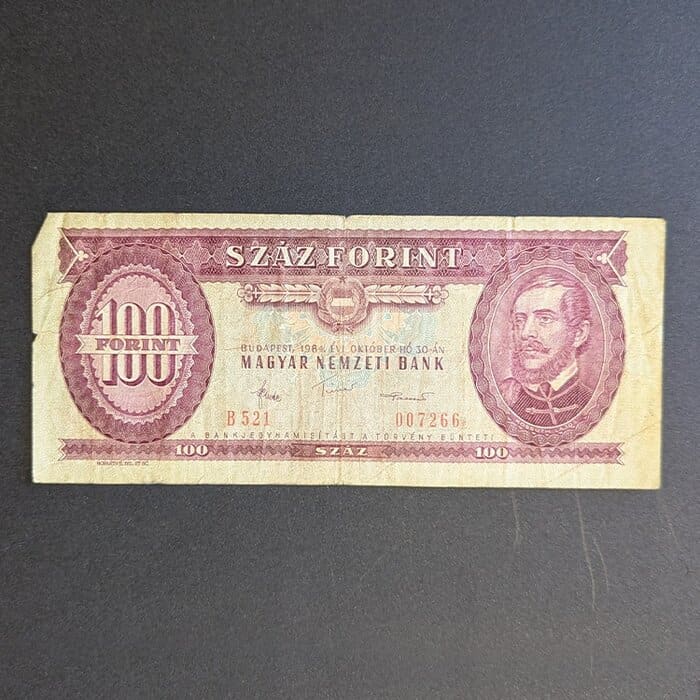 SZÁZ FORINT
100
FORINT
BUDAPEST, 1984. ÉVI OKTÓBER HÓ 30-ÁN
MAGYAR NEMZETI BANK
B 521 007266
A BANKJEGYHAMISÍTÁST A TÖRVÉNY BÜNTETI
100 SZÁZ 100